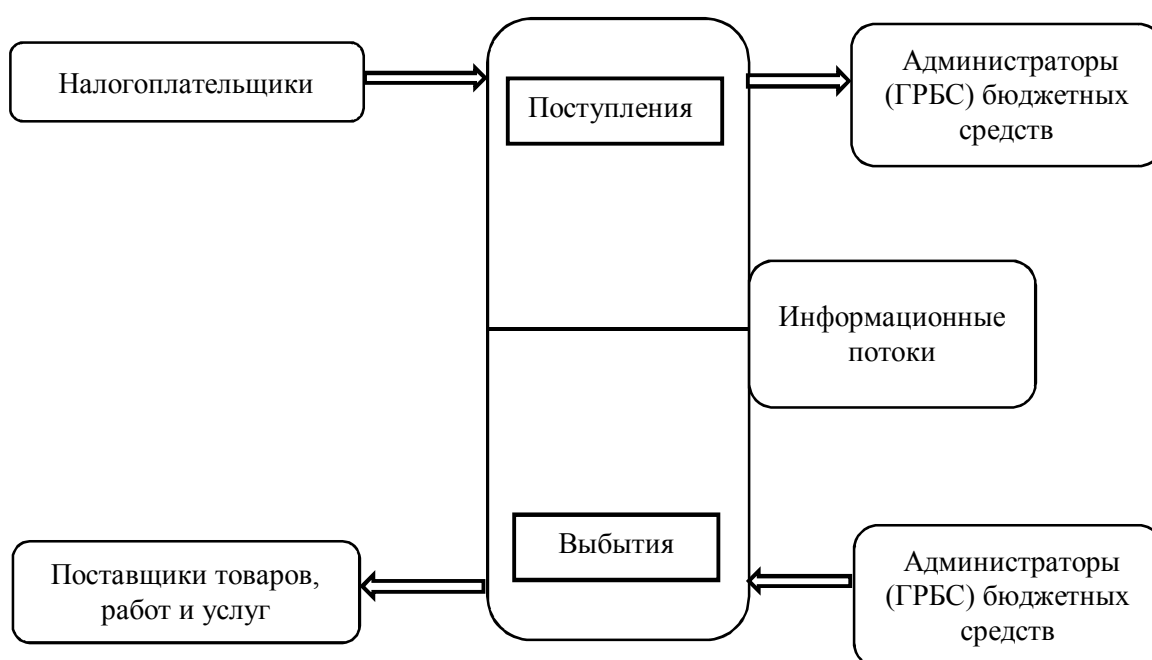 Налогоплательщики
Поступления
Администраторы
(ГРБС) бюджетных
средств
Информационные
потоки
Выбытия
Поставщики товаров,
работ и услуг
Администраторы
(ГРБС) бюджетных
средств